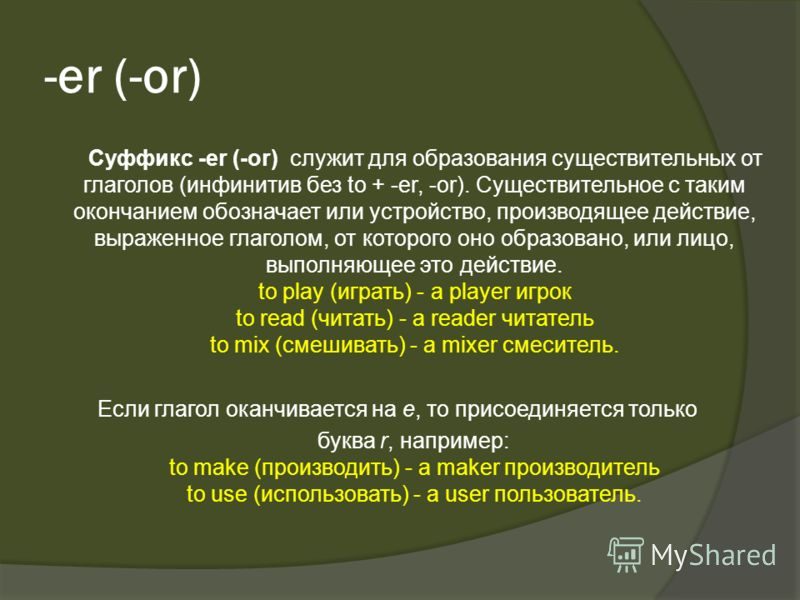 -er (-or)
Суффикс -er (-or) служит для образования существительных от
глаголов (инфинитив без to + -er, -or). Существительное с таким
окончанием обозначает или устройство, производящее действие,
выраженное глаголом, от которого оно образовано, или лицо,
выполняющее это действие.
to play (играть) - a player игрок
to read (читать) - a reader читатель
to mix (смешивать) - a mixer смеситель.
Если глагол оканчивается на e, то присоединяется только
буква r, например:
to make (производить) - a maker производитель
to use (использовать) - a user пользователь.
MyShared